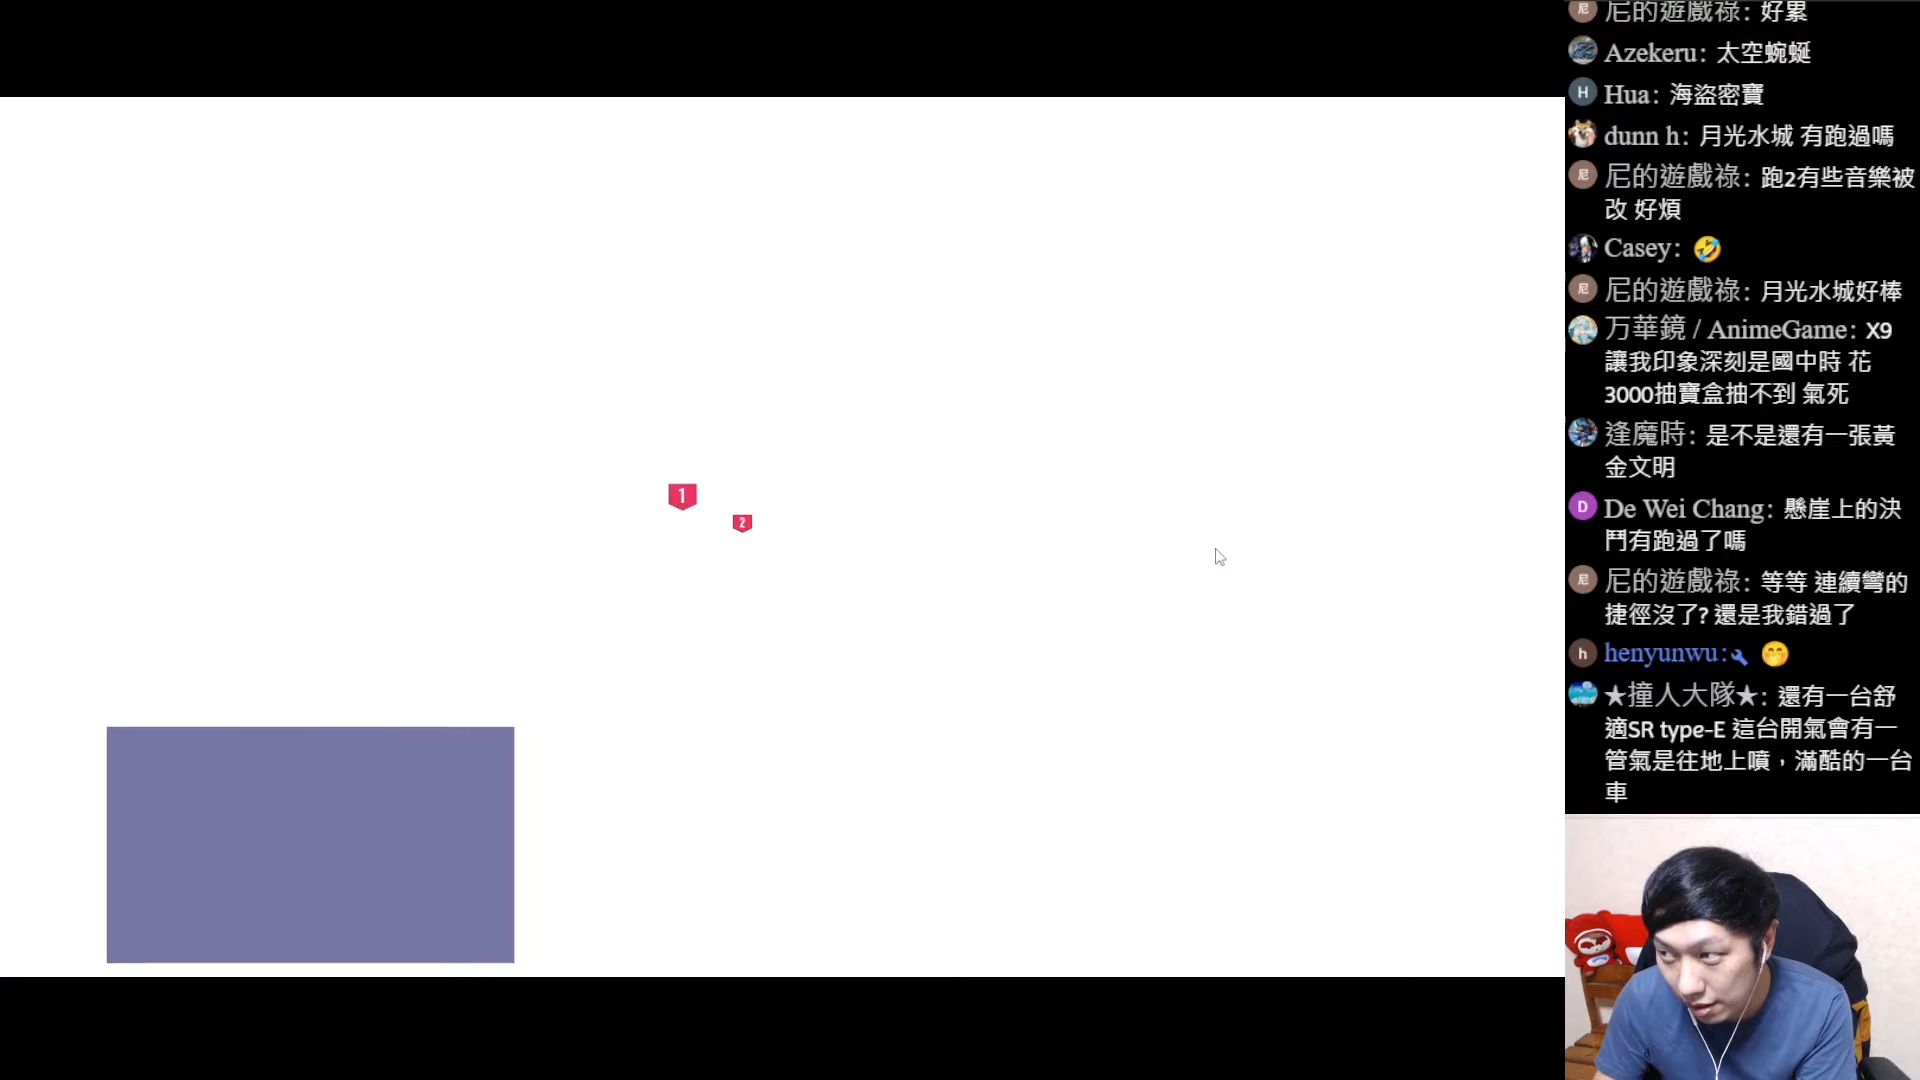 尼的遊戲祿: 好累
Azekeru: 太空蜿蜒
H Hua: 海盜密寶
dunn h: 月光水城 有跑過嗎
尼 尼的遊戲祿: 跑2有些音樂被
改 好煩
Casey: 🤣
尼 尼的遊戲祿: 月光水城好棒
万華鏡 / AnimeGame: X9
讓我印象深刻是國中時 花
3000抽寶盒抽不到 氣死
逢魔時: 是不是還有一張黃
金文明
D De Wei Chang: 懸崖上的決
鬥有跑過了嗎
尼 尼的遊戲祿: 等等 連續彎的
捷徑沒了? 還是我錯過了
h henyunwu: 🤭
★撞人大隊★: 還有一台舒
適SR type-E 這台開氣會有一
管氣是往地上噴，滿酷的一台
車
1
2